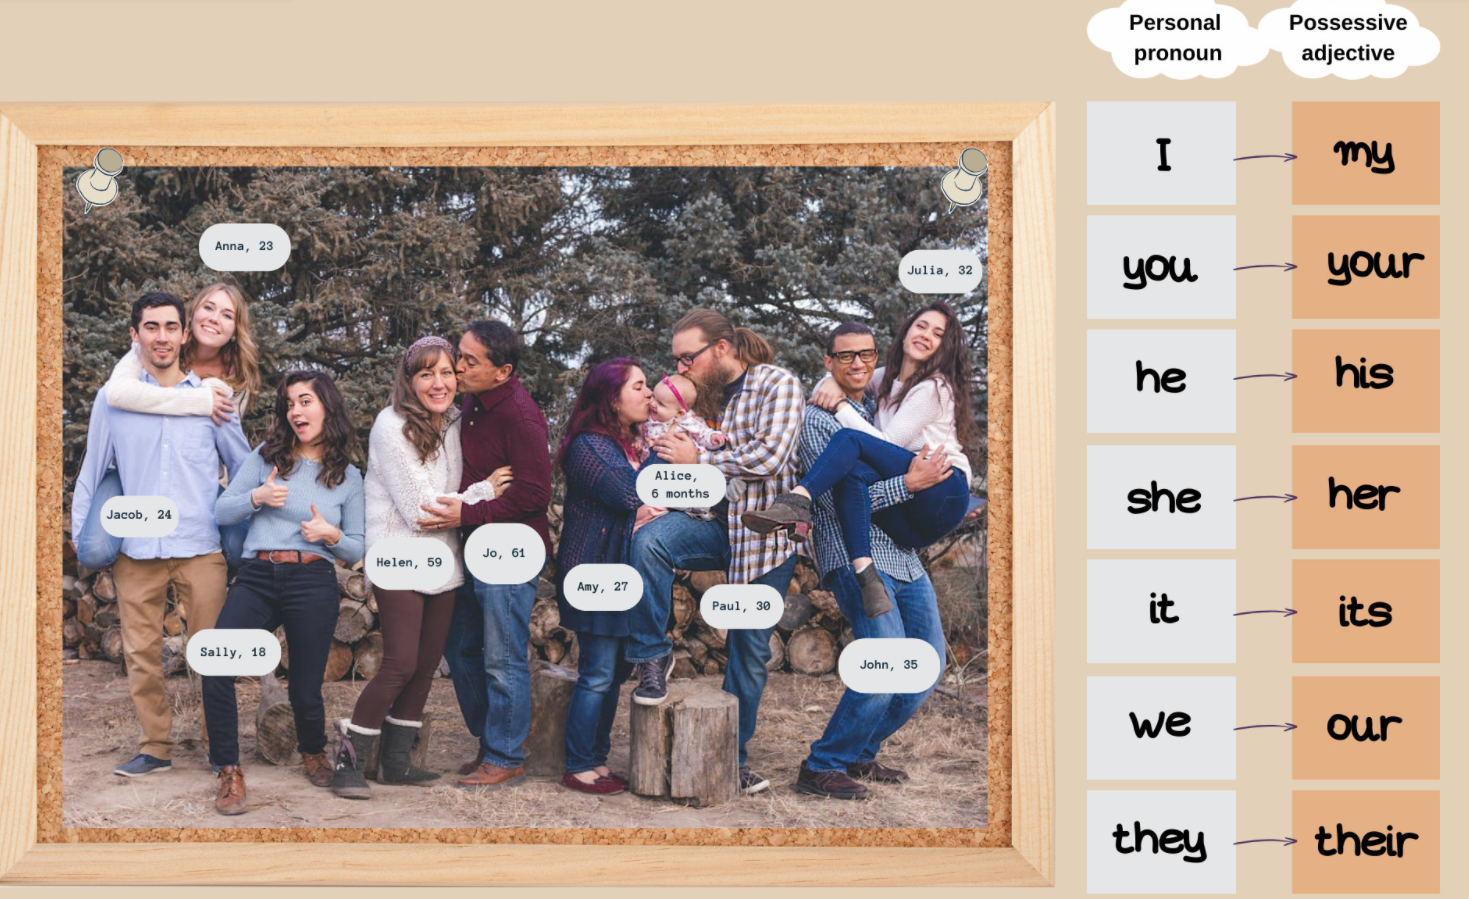 Personal
pronoun
Possessive
adjective
Anna, 23
Julia, 32
Jacob, 24
Sally, 18
Helen, 59
Jo, 61
Amy, 27
Alice,
6 months
Paul, 30
John, 35
I
my
you
your
he
his
she
her
it
its
we
our
they
their